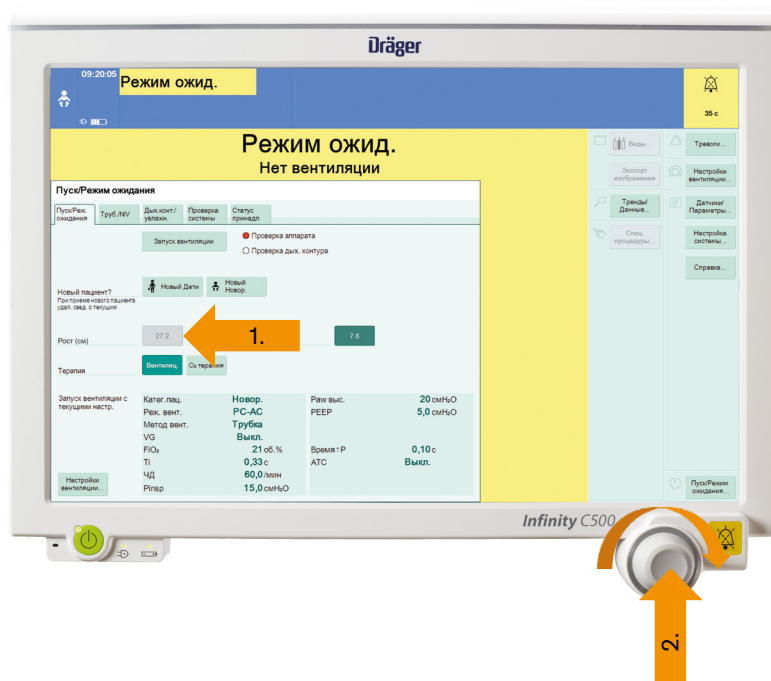 Dräger
09:20:05
Режим ожид.
35 с
Режим ожид.
Нет вентиляции
Пуск/Режим ожидания
Пуск/Реж. ожидания
Труб./NIV
Дых.конт./ увлажн.
Проверка системы
Статус принадл.
Запуск вентиляции
Проверка аппарата
Проверка дых. контура
Новый пациент?
При приеме нового пациента
удал. свед. о текущим
Новый Дети
Новый Новор.
Рост (см)
27.2
1.
7.6
Терапия
Вентиляц.
O₂ терапия
Запуск вентиляции с
текущими настр.
Катег.пац. Новор. Paw выс. 20 смH₂O
Реж. вент. PC-AC PEEP 5,0 смH₂O
Метод вент. Трубка
VG Выкл.
FiO₂ 21 об.% Время↑P 0,10 с
Ti 0,33 с ATC Выкл.
ЧД 60,0 /мин
Pinsp 15,0 смH₂O
Настройки вентиляции...
Виды...
Тревоги...
Экспорт изображения
Настройки вентиляции...
Тренды/ Данные...
Датчики/ Параметры...
Спец. процедуры...
Настройка системы...
Справка...
Пуск/Режим ожидания...
Infinity C500
2.